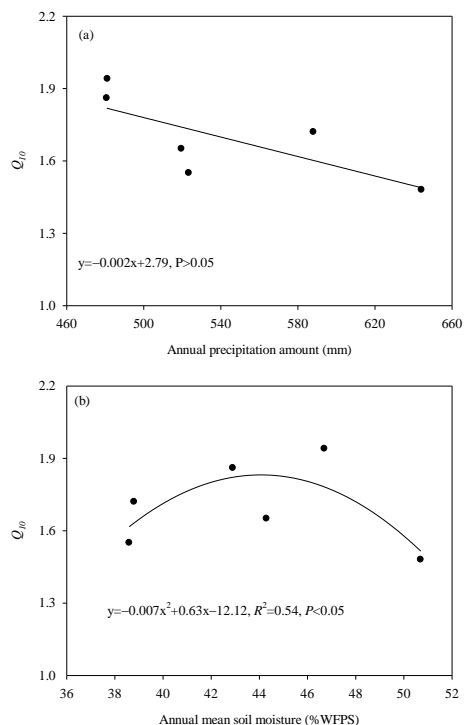 2.2
(a)
1.9
1.6
Q10
1.3
y=−0.002x+2.79, P>0.05
1.0
460 500 540 580 620 660
Annual precipitation amount (mm)
2.2
(b)
1.9
1.6
Q10
1.3
y=−0.007x²+0.63x-12.12, R²=0.54, P<0.05
1.0
36 38 40 42 44 46 48 50 52
Annual mean soil moisture (%WFPS)